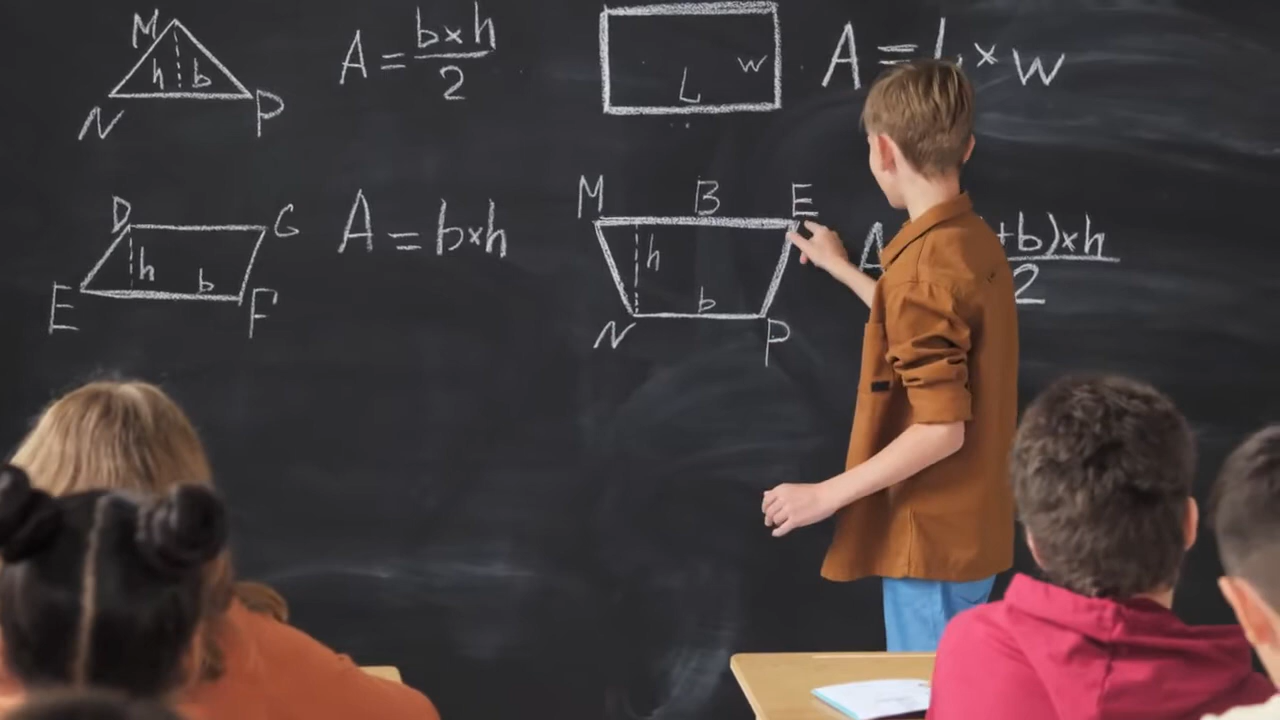 M
h b
N P
A = b×h
2
L w
A = L × w
D G
h b
E F
A = b×h
M B E
h
b
N P
A +b)×h
2